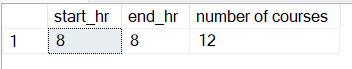 start_hr end_hr number of courses
1 8 8 12